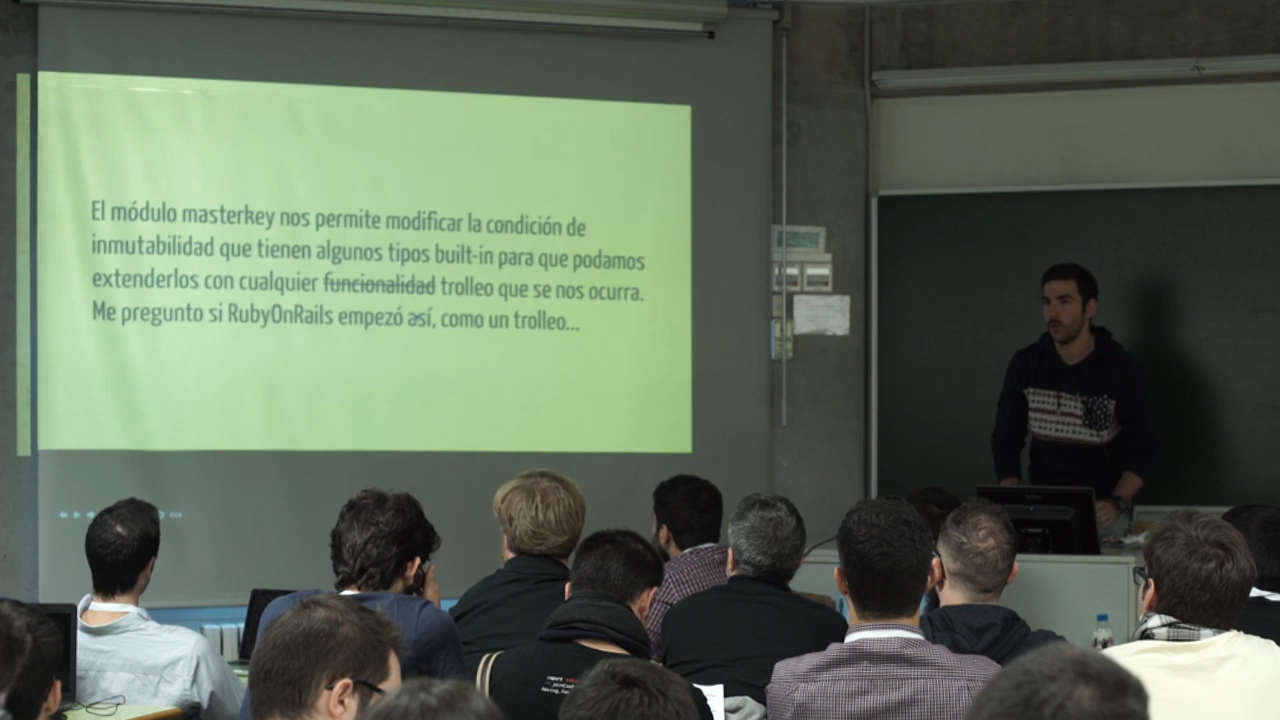 El módulo masterkey nos permite modificar la condición de
inmutabilidad que tienen algunos tipos built-in para que podamos
extenderlos con cualquier funcionalidad trolleo que se nos ocurra.
Me pregunto si RubyOnRails empezó así, como un trolleo...